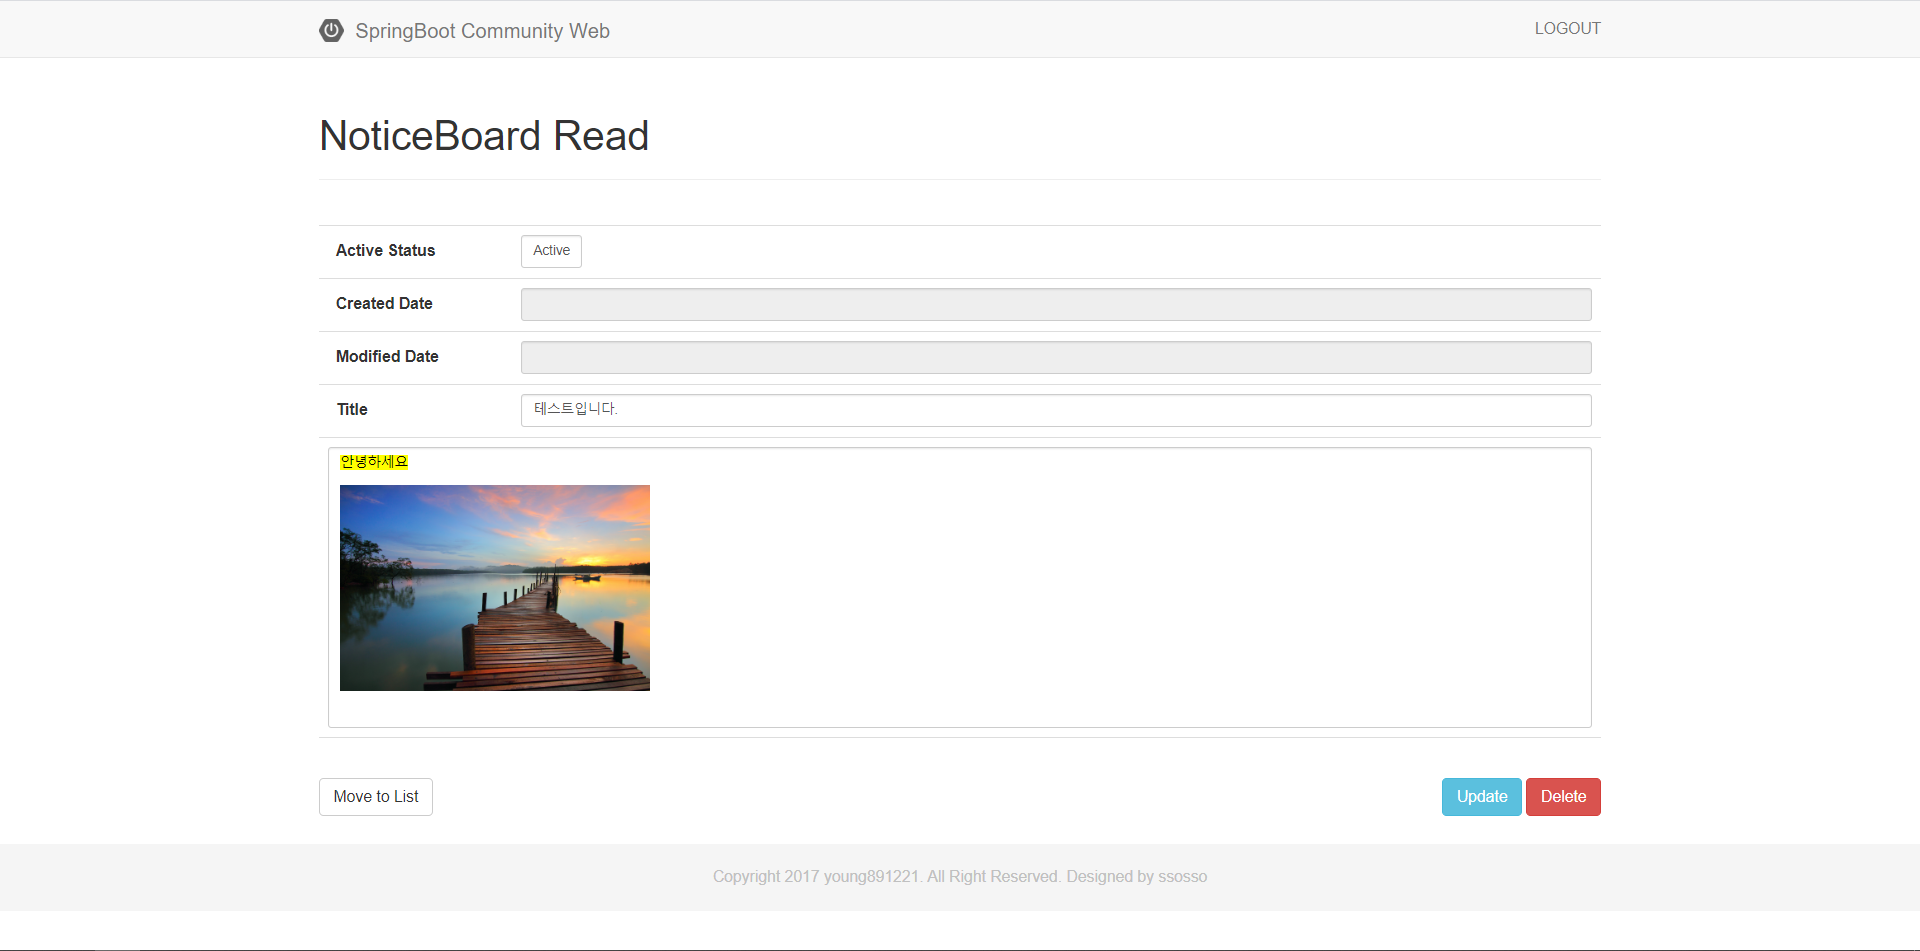 SpringBoot Community Web
LOGOUT
NoticeBoard Read
Active Status
Active
Created Date
Modified Date
Title
테스트입니다.
안녕하세요
Move to List
Update
Delete
Copyright 2017 young891221. All Right Reserved. Designed by ssosso